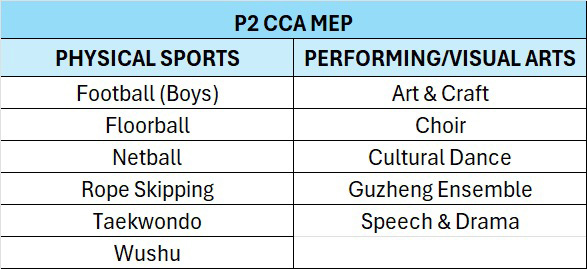 P2 CCA MEP
PHYSICAL SPORTS PERFORMING/VISUAL ARTS
Football (Boys) Art & Craft
Floorball Choir
Netball Cultural Dance
Rope Skipping Guzheng Ensemble
Taekwondo Speech & Drama
Wushu